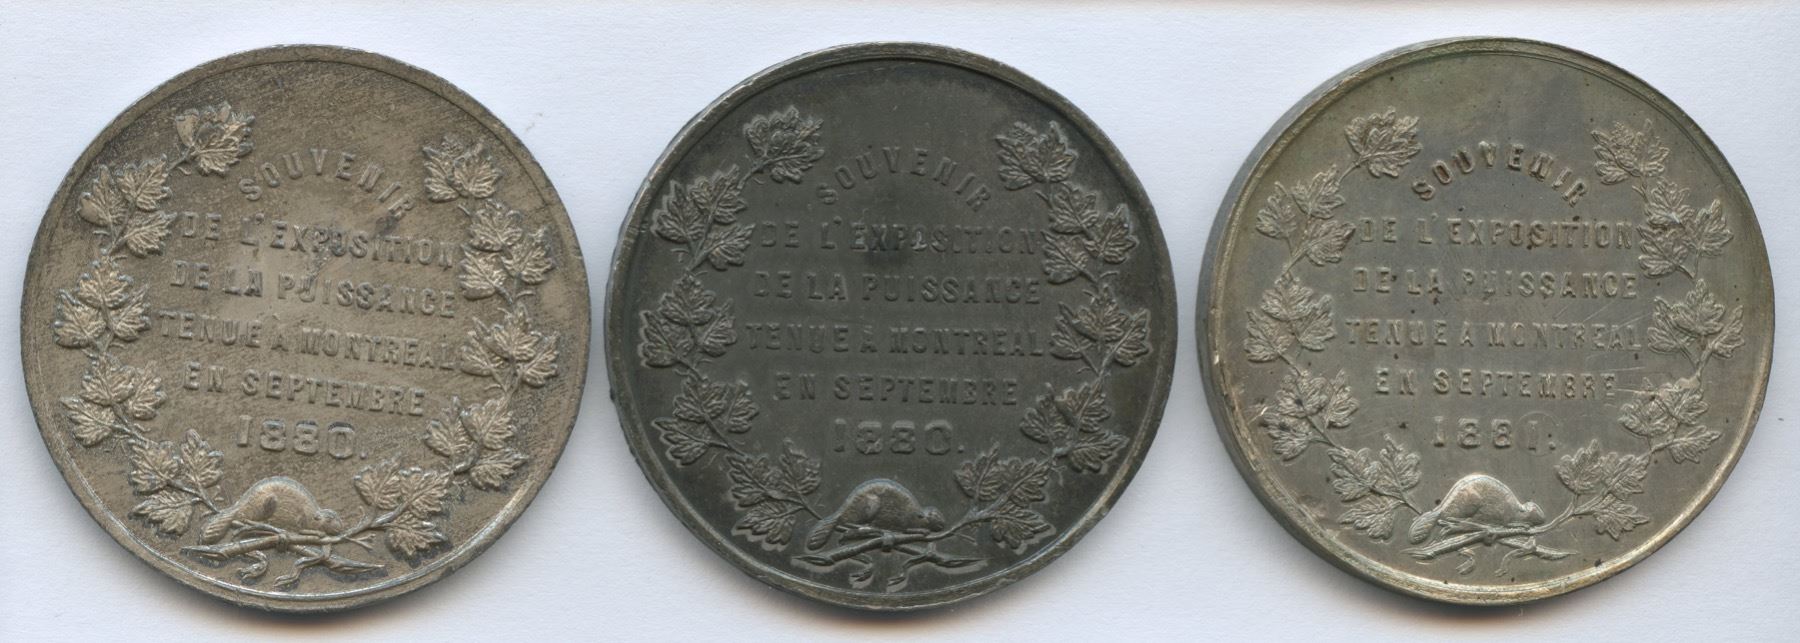 SOUVENIR
DE L'EXPOSITION
DE LA PUISSANCE
TENUE A MONTREAL
EN SEPTEMBRE
1880.
SOUVENIR
DE L'EXPOSITION
DE LA PUISSANCE
TENUE À MONTREAL
EN SEPTEMBRE
1880.
SOUVENIR
DE L'EXPOSITION
DE LA PUISSANCE
TENUE A MONTREAL
EN SEPTEMBRE
1881.